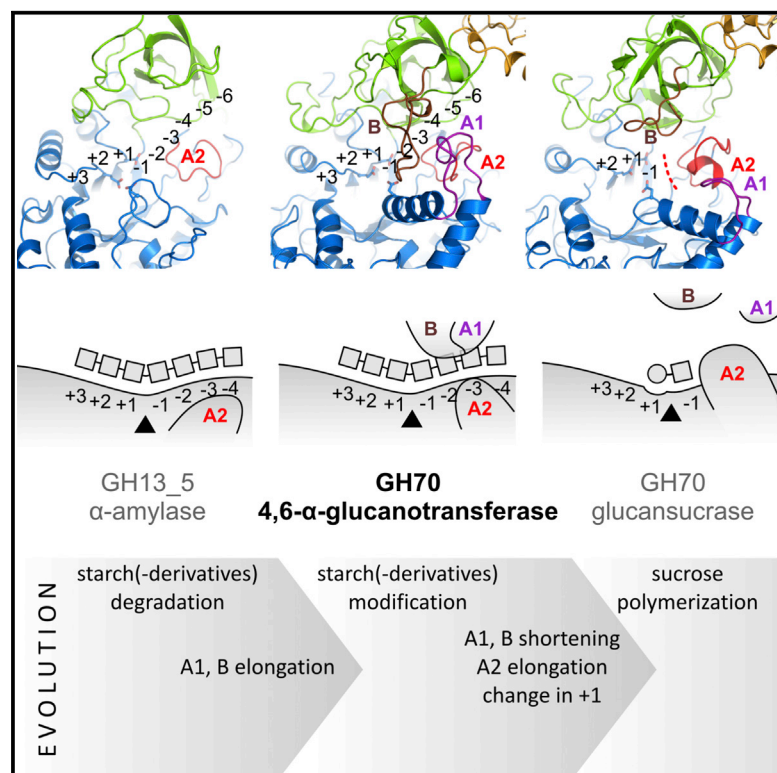 -6
-5
-4
-3
-2
-1
+1
+2
+3
A2
-6
-5
-4
-3
-2
-1
+1
+2
+3
B
A1
A2
B
+2
+1
-1
A2
A1
+3
+2
+1
-1
-2
-3
-4
A2
B
A1
+3
+2
+1
-1
-2
-3
-4
A2
B
A1
+3
+2
+1
-1
A2
GH13_5
α-amylase
GH70
4,6-α-glucanotransferase
GH70
glucansucrase
EVOLUTION
starch(-derivatives)
degradation
A1, B elongation
starch(-derivatives)
modification
A1, B shortening
A2 elongation
change in +1
sucrose
polymerization